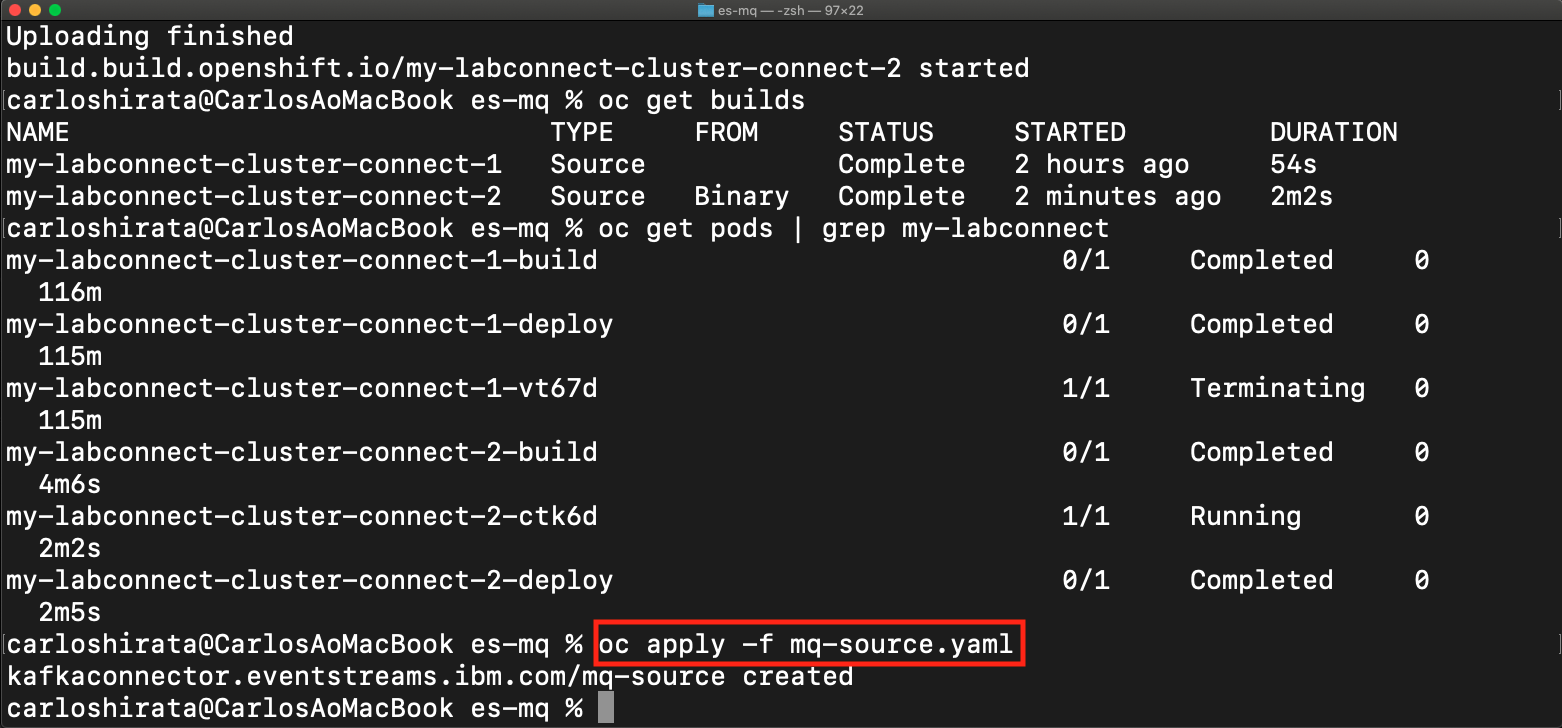 es-mq — -zsh — 97×22
Uploading finished
build.build.openshift.io/my-labconnect-cluster-connect-2 started
carloshirata@CarlosAoMacBook es-mq % oc get builds
NAME                              TYPE     FROM     STATUS     STARTED         DURATION
my-labconnect-cluster-connect-1   Source            Complete   2 hours ago     54s
my-labconnect-cluster-connect-2   Source   Binary   Complete   2 minutes ago   2m2s
carloshirata@CarlosAoMacBook es-mq % oc get pods | grep my-labconnect
my-labconnect-cluster-connect-1-build                             0/1     Completed     0
  116m
my-labconnect-cluster-connect-1-deploy                            0/1     Completed     0
  115m
my-labconnect-cluster-connect-1-vt67d                             1/1     Terminating   0
  115m
my-labconnect-cluster-connect-2-build                             0/1     Completed     0
  4m6s
my-labconnect-cluster-connect-2-ctk6d                             1/1     Running       0
  2m2s
my-labconnect-cluster-connect-2-deploy                            0/1     Completed     0
  2m5s
carloshirata@CarlosAoMacBook es-mq % oc apply -f mq-source.yaml
kafkaconnector.eventstreams.ibm.com/mq-source created
carloshirata@CarlosAoMacBook es-mq %